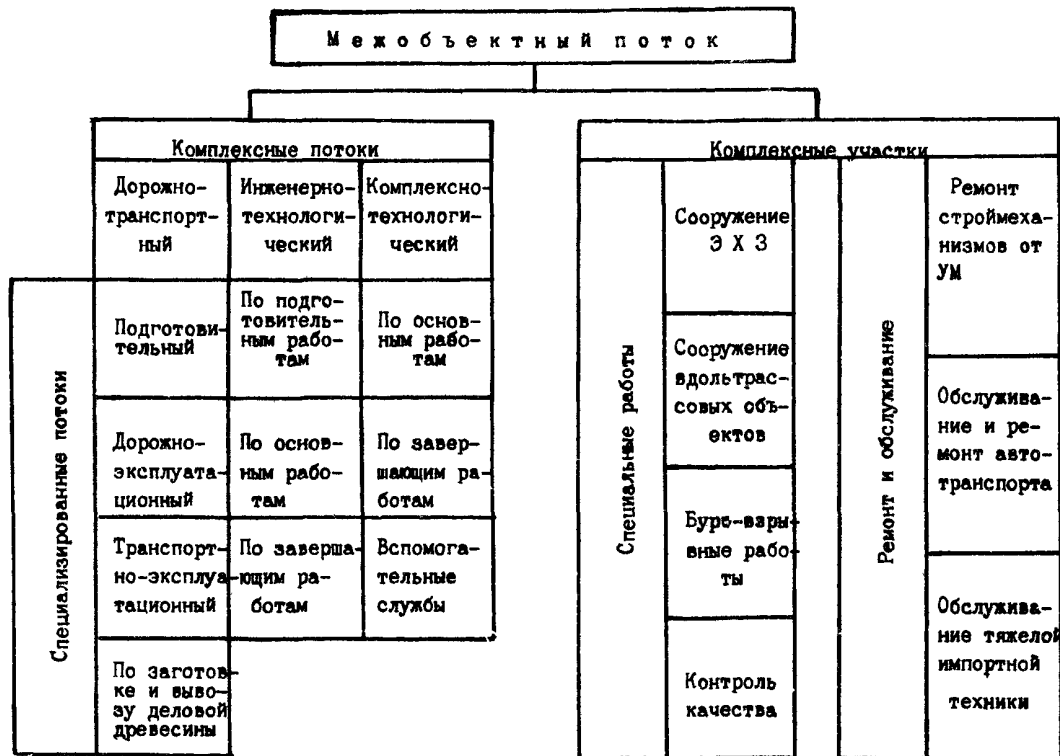 Межобъектный поток
Комплексные потоки
Дорожно-
транспорт-
ный
Инженерно-
технологи-
ческий
Комплексно-
технологи-
ческий
Специализированные потоки
Подготови-
тельный
По подго-
товитель-
ным рабо-
там
По основ-
ным рабо-
там
Дорожно-
эксплуата-
ционный
По основ-
ным рабо-
там
По завер-
шающим ра-
ботам
Транспорт-
но-эксплуа-
тационный
По заверша-
ющим ра-
ботам
Вспомога-
тельные
службы
По заготов-
ке и выво-
зу деловой
древесины
Комплексные участки
Специальные работы
Сооружение
Э Х З
Сооружение
вдольтрас-
совых объ-
ектов
Буро-взры-
вные рабо-
ты
Контроль
качества
Ремонт и обслуживание
Ремонт
строймеха-
низмов от
УМ
Обслужива-
ние и ре-
монт авто-
транспорта
Обслужива-
ние тяжелой
импортной
техники